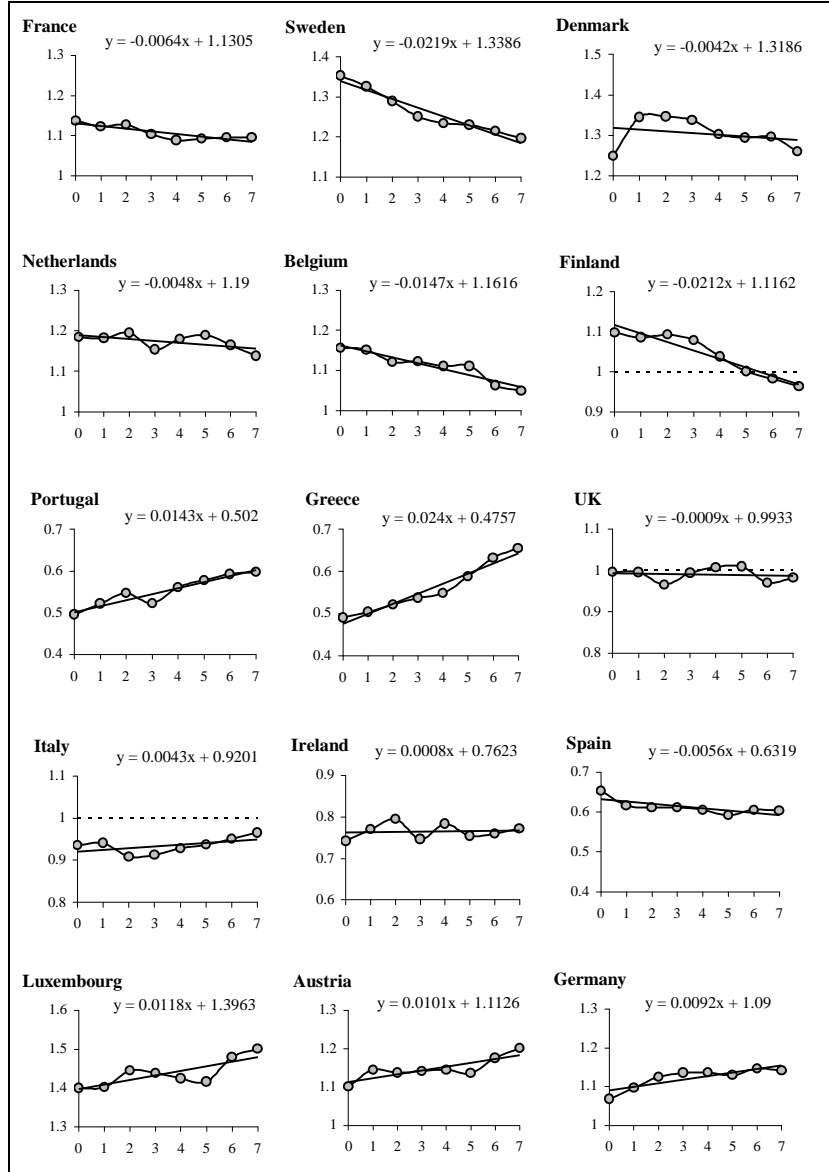 France Sweden Denmark
y = -0.0064x + 1.1305 y = -0.0219x + 1.3386 y = -0.0042x + 1.3186
1.3 1.4 1.5
1.2 1.3 1.4
1.1 1.2 1.3
1 1.1 1.2
0 1 2 3 4 5 6 7 0 1 2 3 4 5 6 7 0 1 2 3 4 5 6 7
Netherlands Belgium Finland
y = -0.0048x + 1.19 y = -0.0147x + 1.1616 y = -0.0212x + 1.1162
1.3 1.3 1.2
1.2 1.2 1.1
1.1 1.1 1
1 1 0.9
0 1 2 3 4 5 6 7 0 1 2 3 4 5 6 7 0 1 2 3 4 5 6 7
Portugal Greece UK
y = 0.0143x + 0.502 y = 0.024x + 0.4757 y = -0.0009x + 0.9933
0.7 0.7 1.1
0.6 0.6 1.0
0.5 0.5 0.9
0.4 0.4 0.8
0 1 2 3 4 5 6 7 0 1 2 3 4 5 6 7 0 1 2 3 4 5 6 7
Italy Ireland Spain
y = 0.0043x + 0.9201 y = 0.0008x + 0.7623 y = -0.0056x + 0.6319
1.1 0.9 0.7
1 0.8 0.6
0.9 0.7 0.5
0.8 0.6 0.4
0 1 2 3 4 5 6 7 0 1 2 3 4 5 6 7 0 1 2 3 4 5 6 7
Luxembourg Austria Germany
y = 0.0118x + 1.3963 y = 0.0101x + 1.1126 y = 0.0092x + 1.09
1.6 1.3 1.3
1.5 1.2 1.2
1.4 1.1 1.1
1.3 1 1
0 1 2 3 4 5 6 7 0 1 2 3 4 5 6 7 0 1 2 3 4 5 6 7